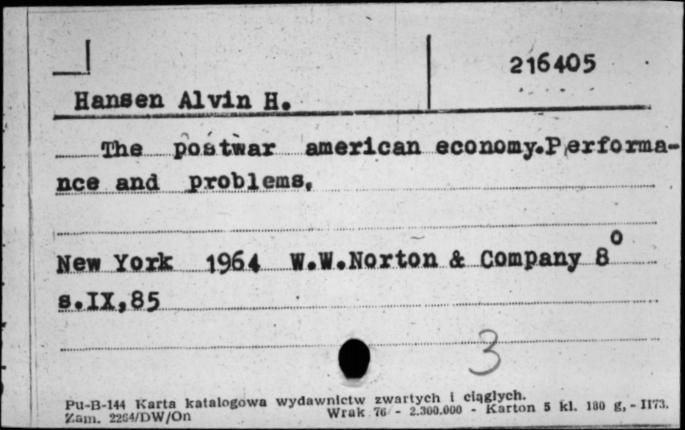 216405
Hansen Alvin H.
The postwar american economy.Performa-
nce and problems.
New York 1964 W.W.Norton & Company 8°
s.IX,85
3
Pu-B-144 Karta katalogowa wydawnictw zwartych i ciągłych.
Zam. 2264/DW/On Wrak 76 - 2.300.000 - Karton 5 kl. 180 g, - II73.